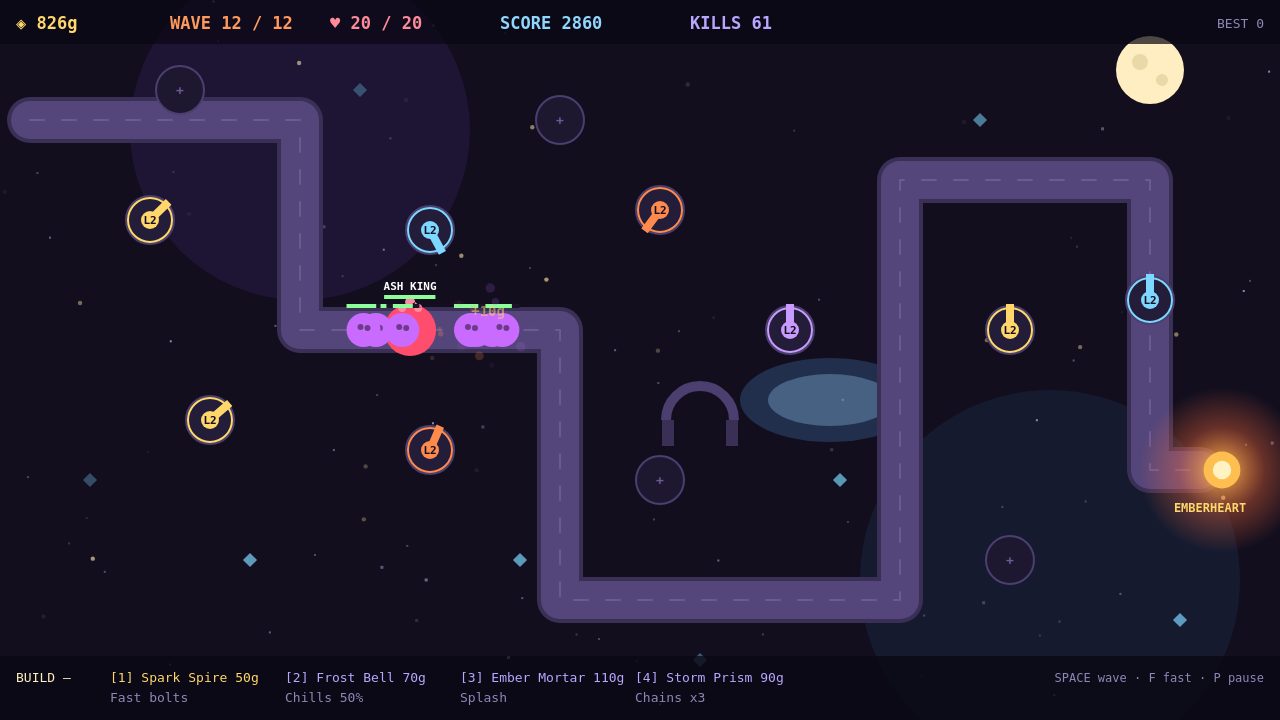 ◈ 826g WAVE 12 / 12 ♥ 20 / 20 SCORE 2860 KILLS 61 BEST 0
+
+
L2
L2
L2
ASH KING
+10g
L2
L2
L2
L2
L2
+
EMBERHEART
+
BUILD — [1] Spark Spire 50g [2] Frost Bell 70g [3] Ember Mortar 110g [4] Storm Prism 90g SPACE wave · F fast · P pause
Fast bolts Chills 50% Splash Chains x3